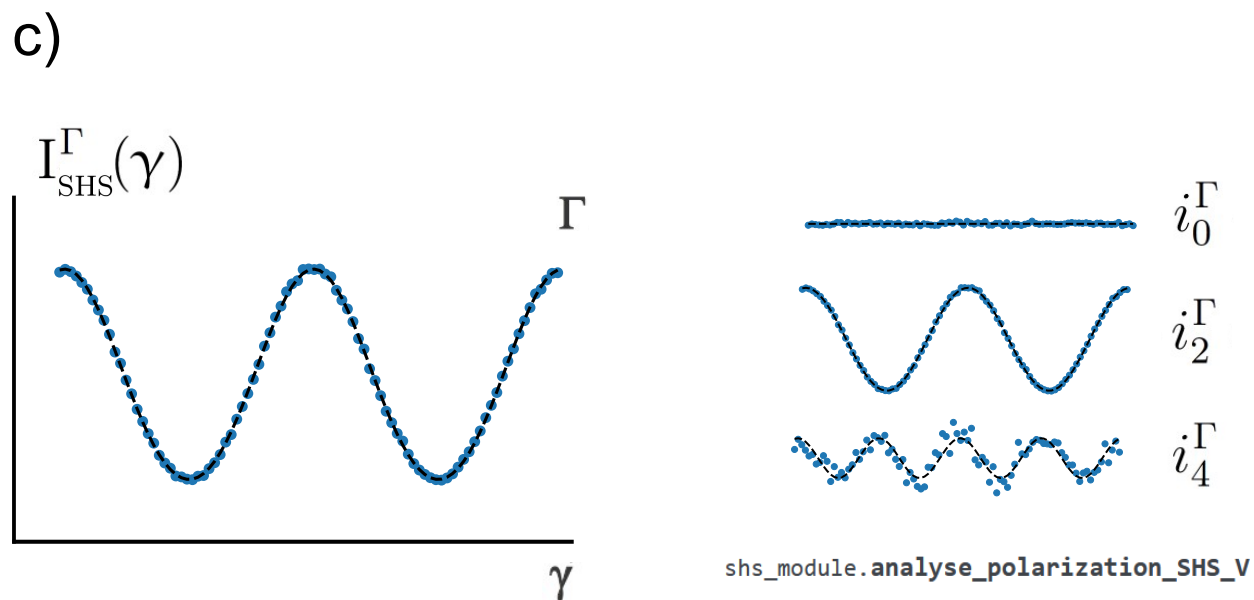 c)
I^Γ_SHS(γ)
Γ
γ
i^Γ_0
i^Γ_2
i^Γ_4
shs_module.analyse_polarization_SHS_V